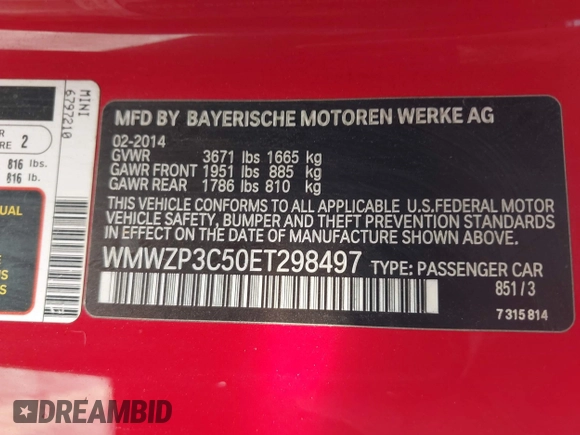 MINI
6797210
2
816 lbs.
816 lb.
MFD BY BAYERISCHE MOTOREN WERKE AG
02-2014
GVWR 3671 lbs 1665 kg
GAWR FRONT 1951 lbs 885 kg
GAWR REAR 1786 lbs 810 kg
THIS VEHICLE CONFORMS TO ALL APPLICABLE U.S.FEDERAL MOTOR
VEHICLE SAFETY, BUMPER AND THEFT PREVENTION STANDARDS
IN EFFECT ON THE DATE OF MANUFACTURE SHOWN ABOVE.
WMWZP3C50ET298497 TYPE: PASSENGER CAR
851/3
7315814
DREAMBID